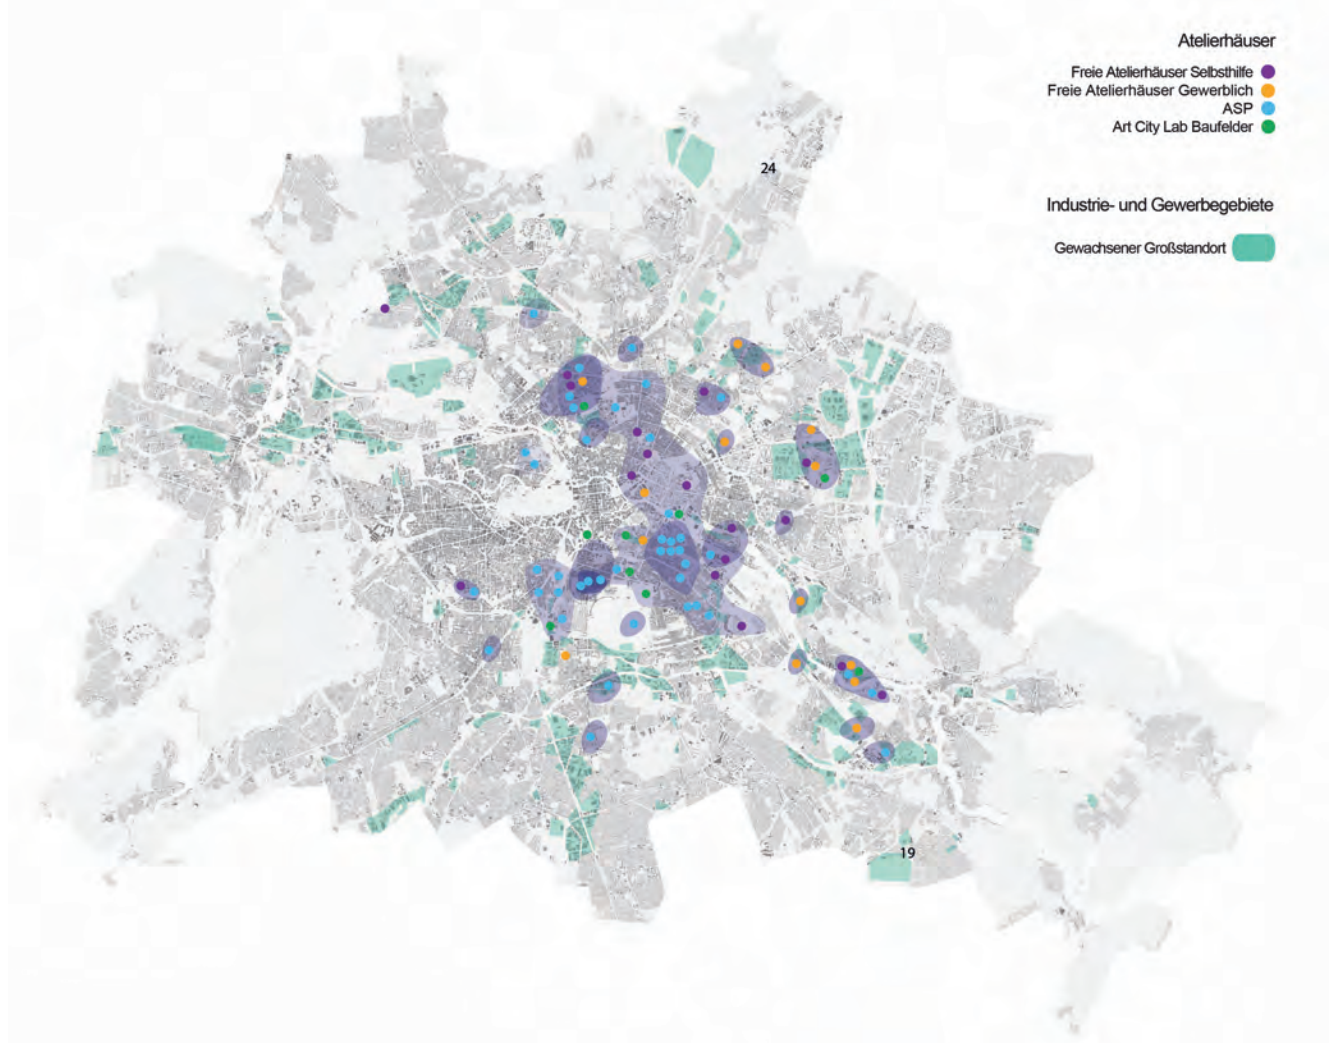 Atelierhäuser
Freie Atelierhäuser Selbsthilfe
Freie Atelierhäuser Gewerblich
ASP
Art City Lab Baufelder
24
Industrie- und Gewerbegebiete
Gewachsener Großstandort
19